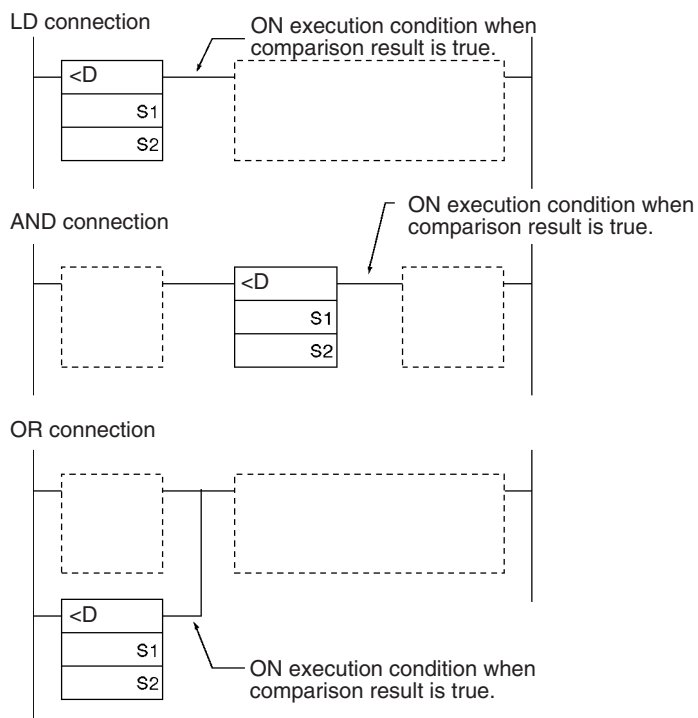 LD connection
ON execution condition when
comparison result is true.
<D
S1
S2
AND connection
ON execution condition when
comparison result is true.
<D
S1
S2
OR connection
<D
S1
S2
ON execution condition when
comparison result is true.